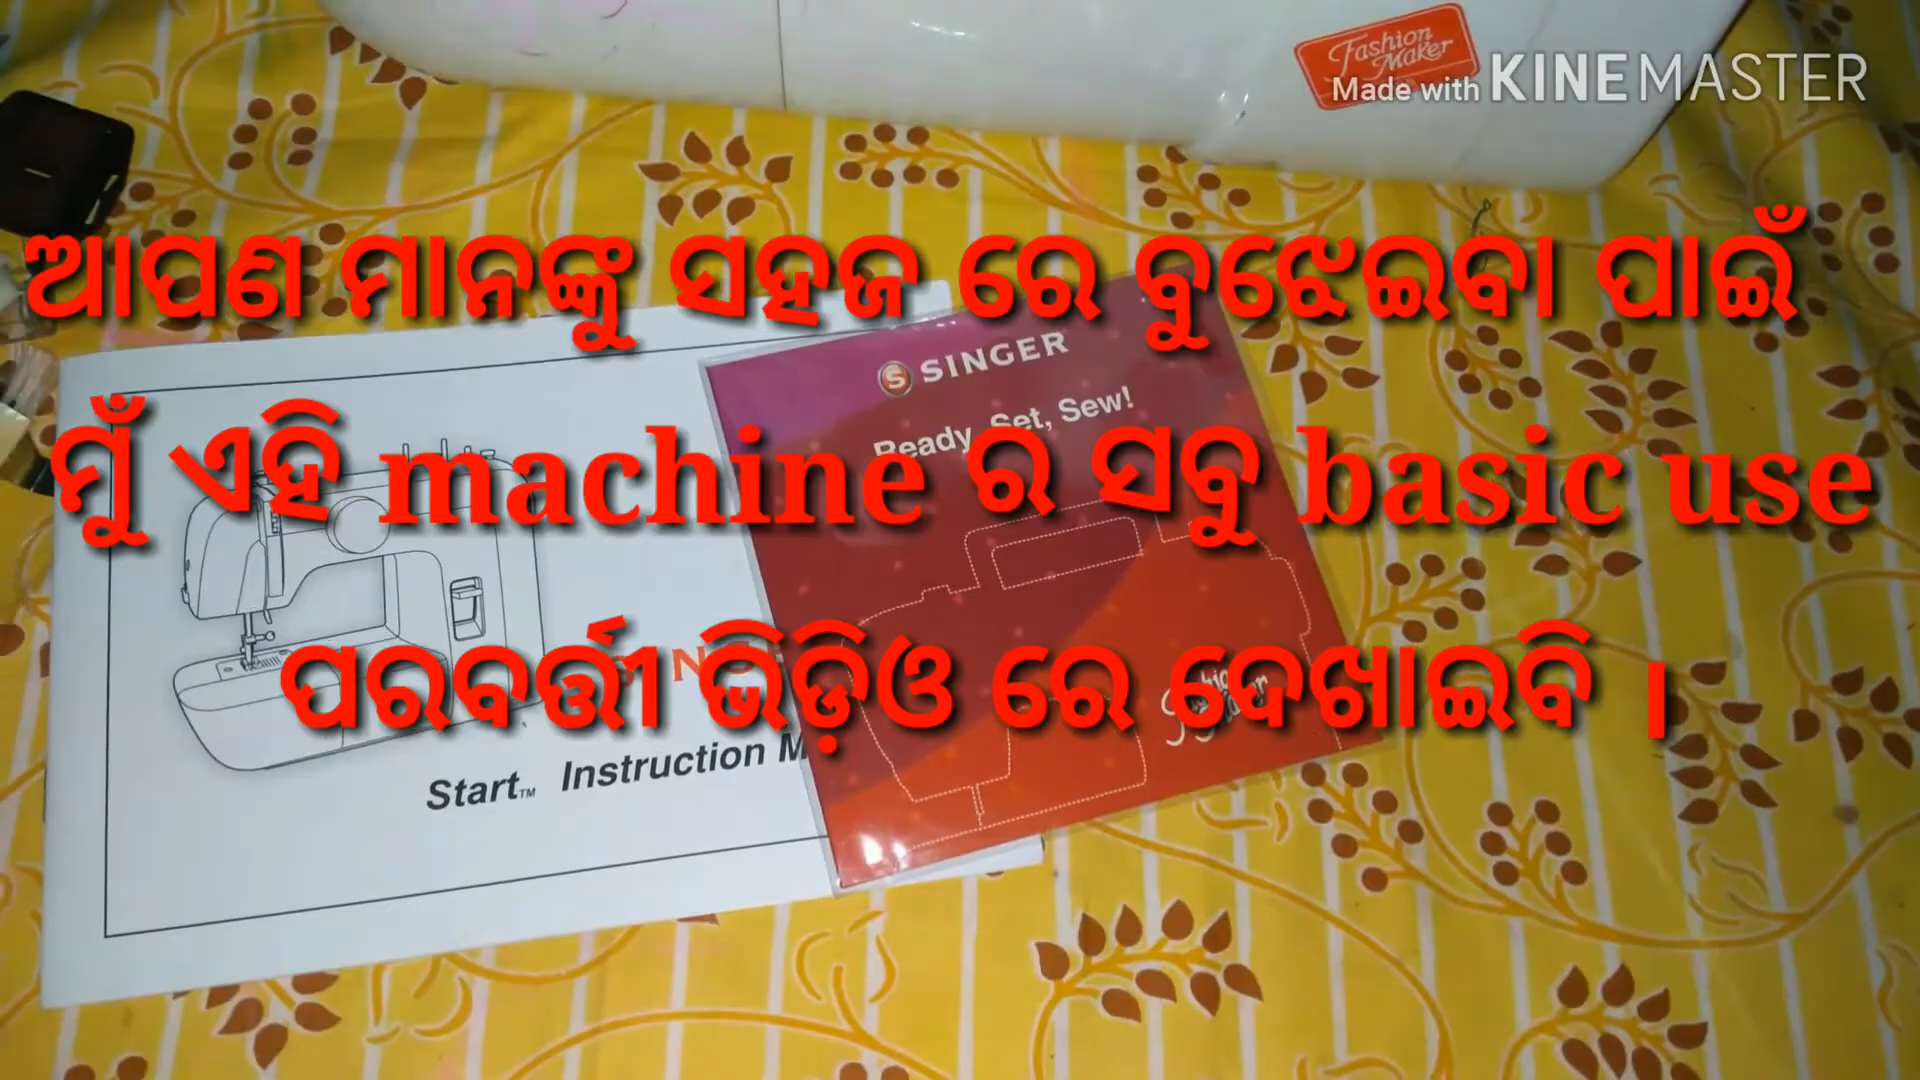 Fashion
Maker
Made with KINEMASTER
ଆପଣ ମାନଙ୍କୁ ସହଜ ରେ ବୁଝେଇବା ପାଇଁ
SINGER
Ready, Set, Sew!
ମୁଁ ଏହି machine ର ସବୁ basic use
ପରବର୍ତ୍ତୀ ଭିଡ଼ିଓ ରେ ଦେଖାଇବି ।
Start™ Instruction M